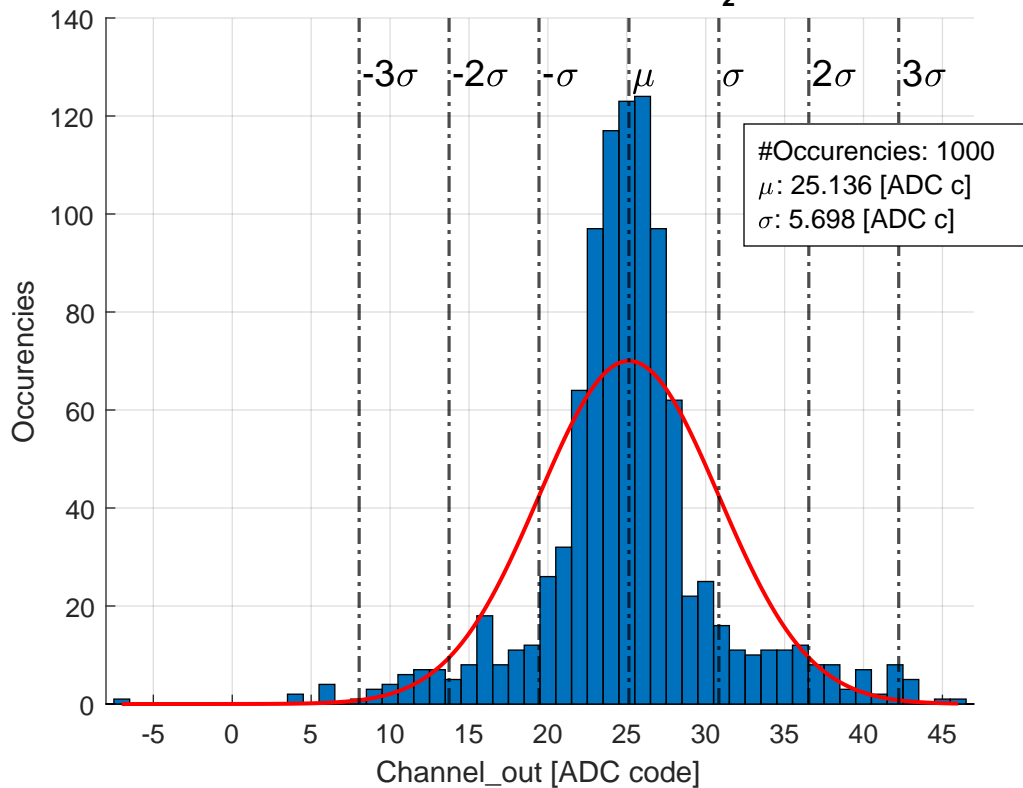 2
140
120
100
80
60
40
20
0
-3σ -2σ -σ μ σ 2σ 3σ
#Occurencies: 1000
μ: 25.136 [ADC c]
σ: 5.698 [ADC c]
Occurencies
-5 0 5 10 15 20 25 30 35 40 45
Channel_out [ADC code]